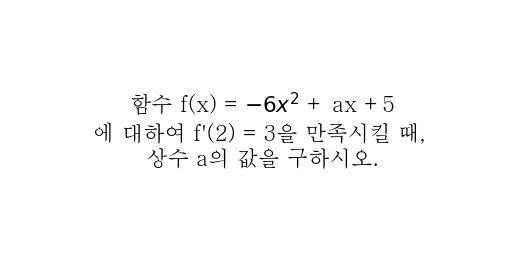 함수 f(x) = −6x² + ax + 5
에 대하여 f'(2) = 3을 만족시킬 때,
상수 a의 값을 구하시오.